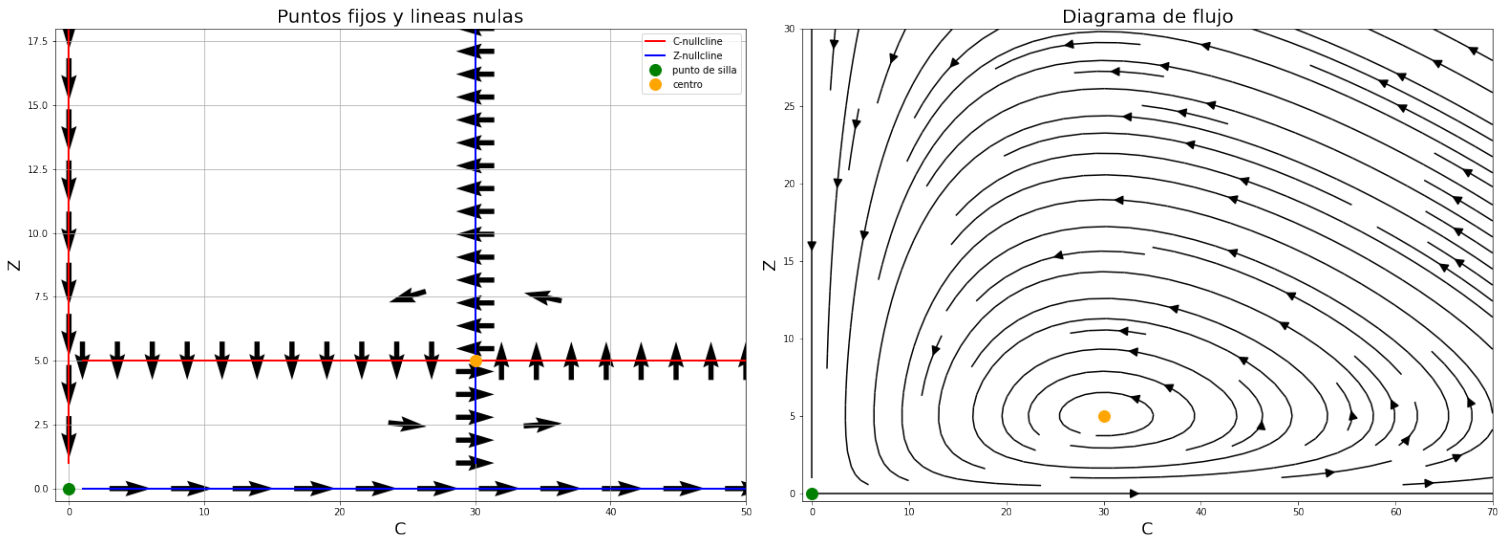 Puntos fijos y lineas nulas
17.5
15.0
12.5
10.0
7.5
5.0
2.5
0.0
Z
0
10
20
30
40
50
C
C-nullcline
Z-nullcline
punto de silla
centro
Diagrama de flujo
30
25
20
15
10
5
0
Z
0
10
20
30
40
50
60
70
C